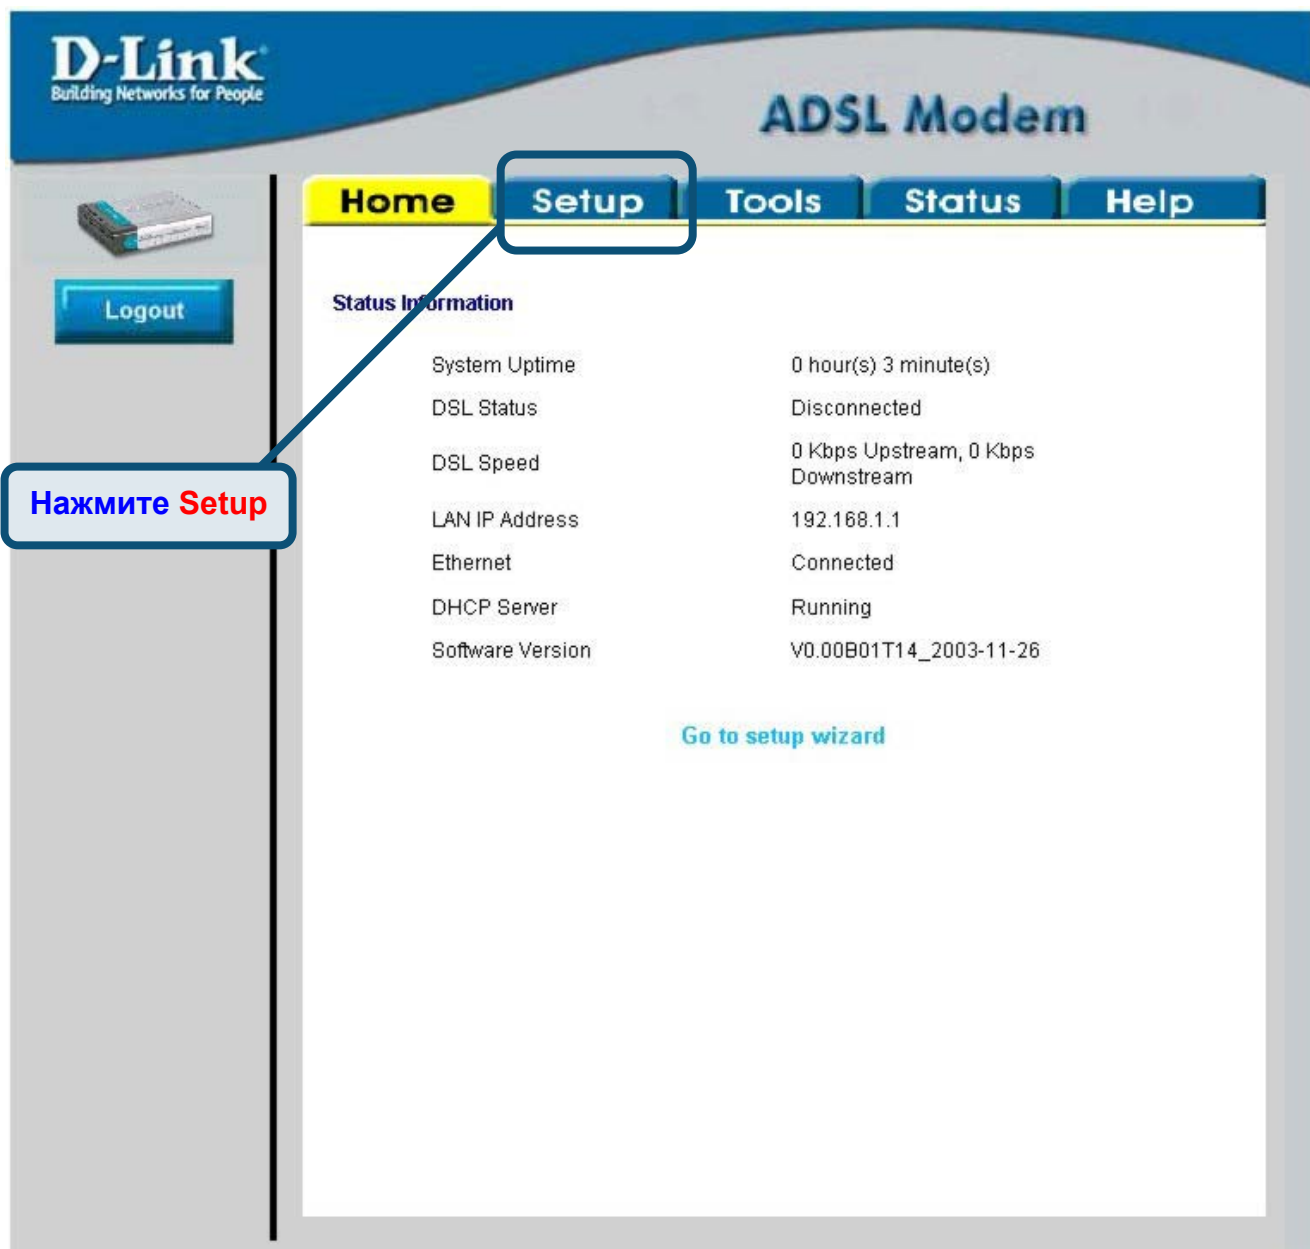 D-Link
Building Networks for People
ADSL Modem
Home Setup Tools Status Help
Logout
Status Information
System Uptime 0 hour(s) 3 minute(s)
DSL Status Disconnected
DSL Speed 0 Kbps Upstream, 0 Kbps
Downstream
Нажмите Setup
LAN IP Address 192.168.1.1
Ethernet Connected
DHCP Server Running
Software Version V0.00B01T14_2003-11-26
Go to setup wizard